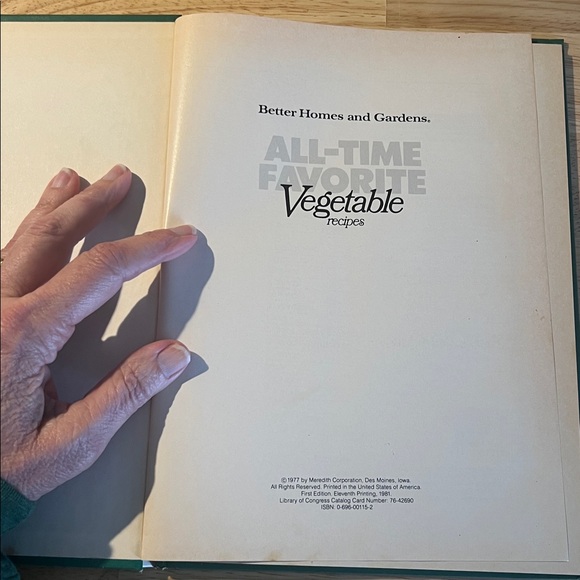 Better Homes and Gardens®
ALL-TIME
FAVORITE
Vegetable
recipes
© 1977 by Meredith Corporation, Des Moines, Iowa.
All Rights Reserved. Printed in the United States of America.
First Edition. Eleventh Printing, 1981.
Library of Congress Catalog Card Number: 76-42690
ISBN: 0-696-00115-2